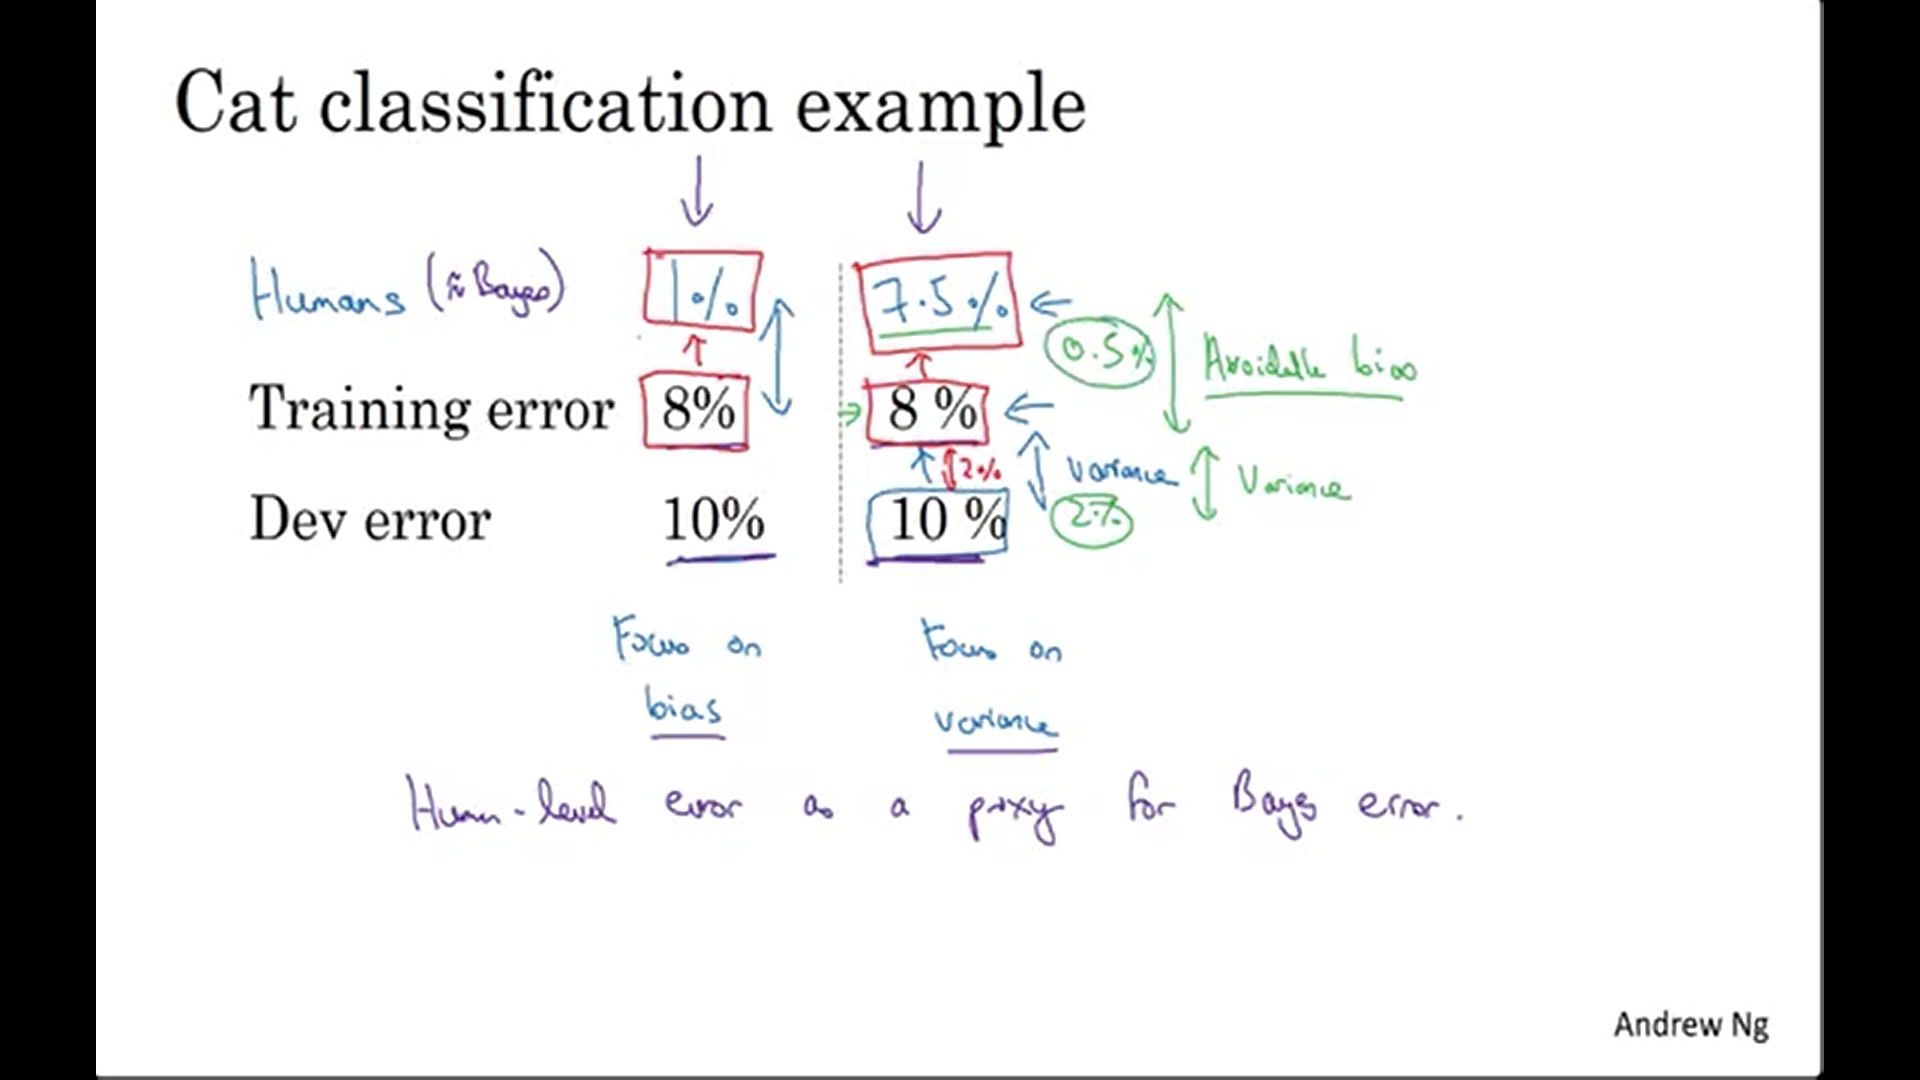 Cat classification example
Humans (≈ Bayes) 1% 7.5%
0.5% Avoidable bias
Training error 8% 8 %
2% Variance Variance
Dev error 10% 10 % 2%
Focus on Focus on
bias variance
Human-level error as a proxy for Bayes error.
Andrew Ng